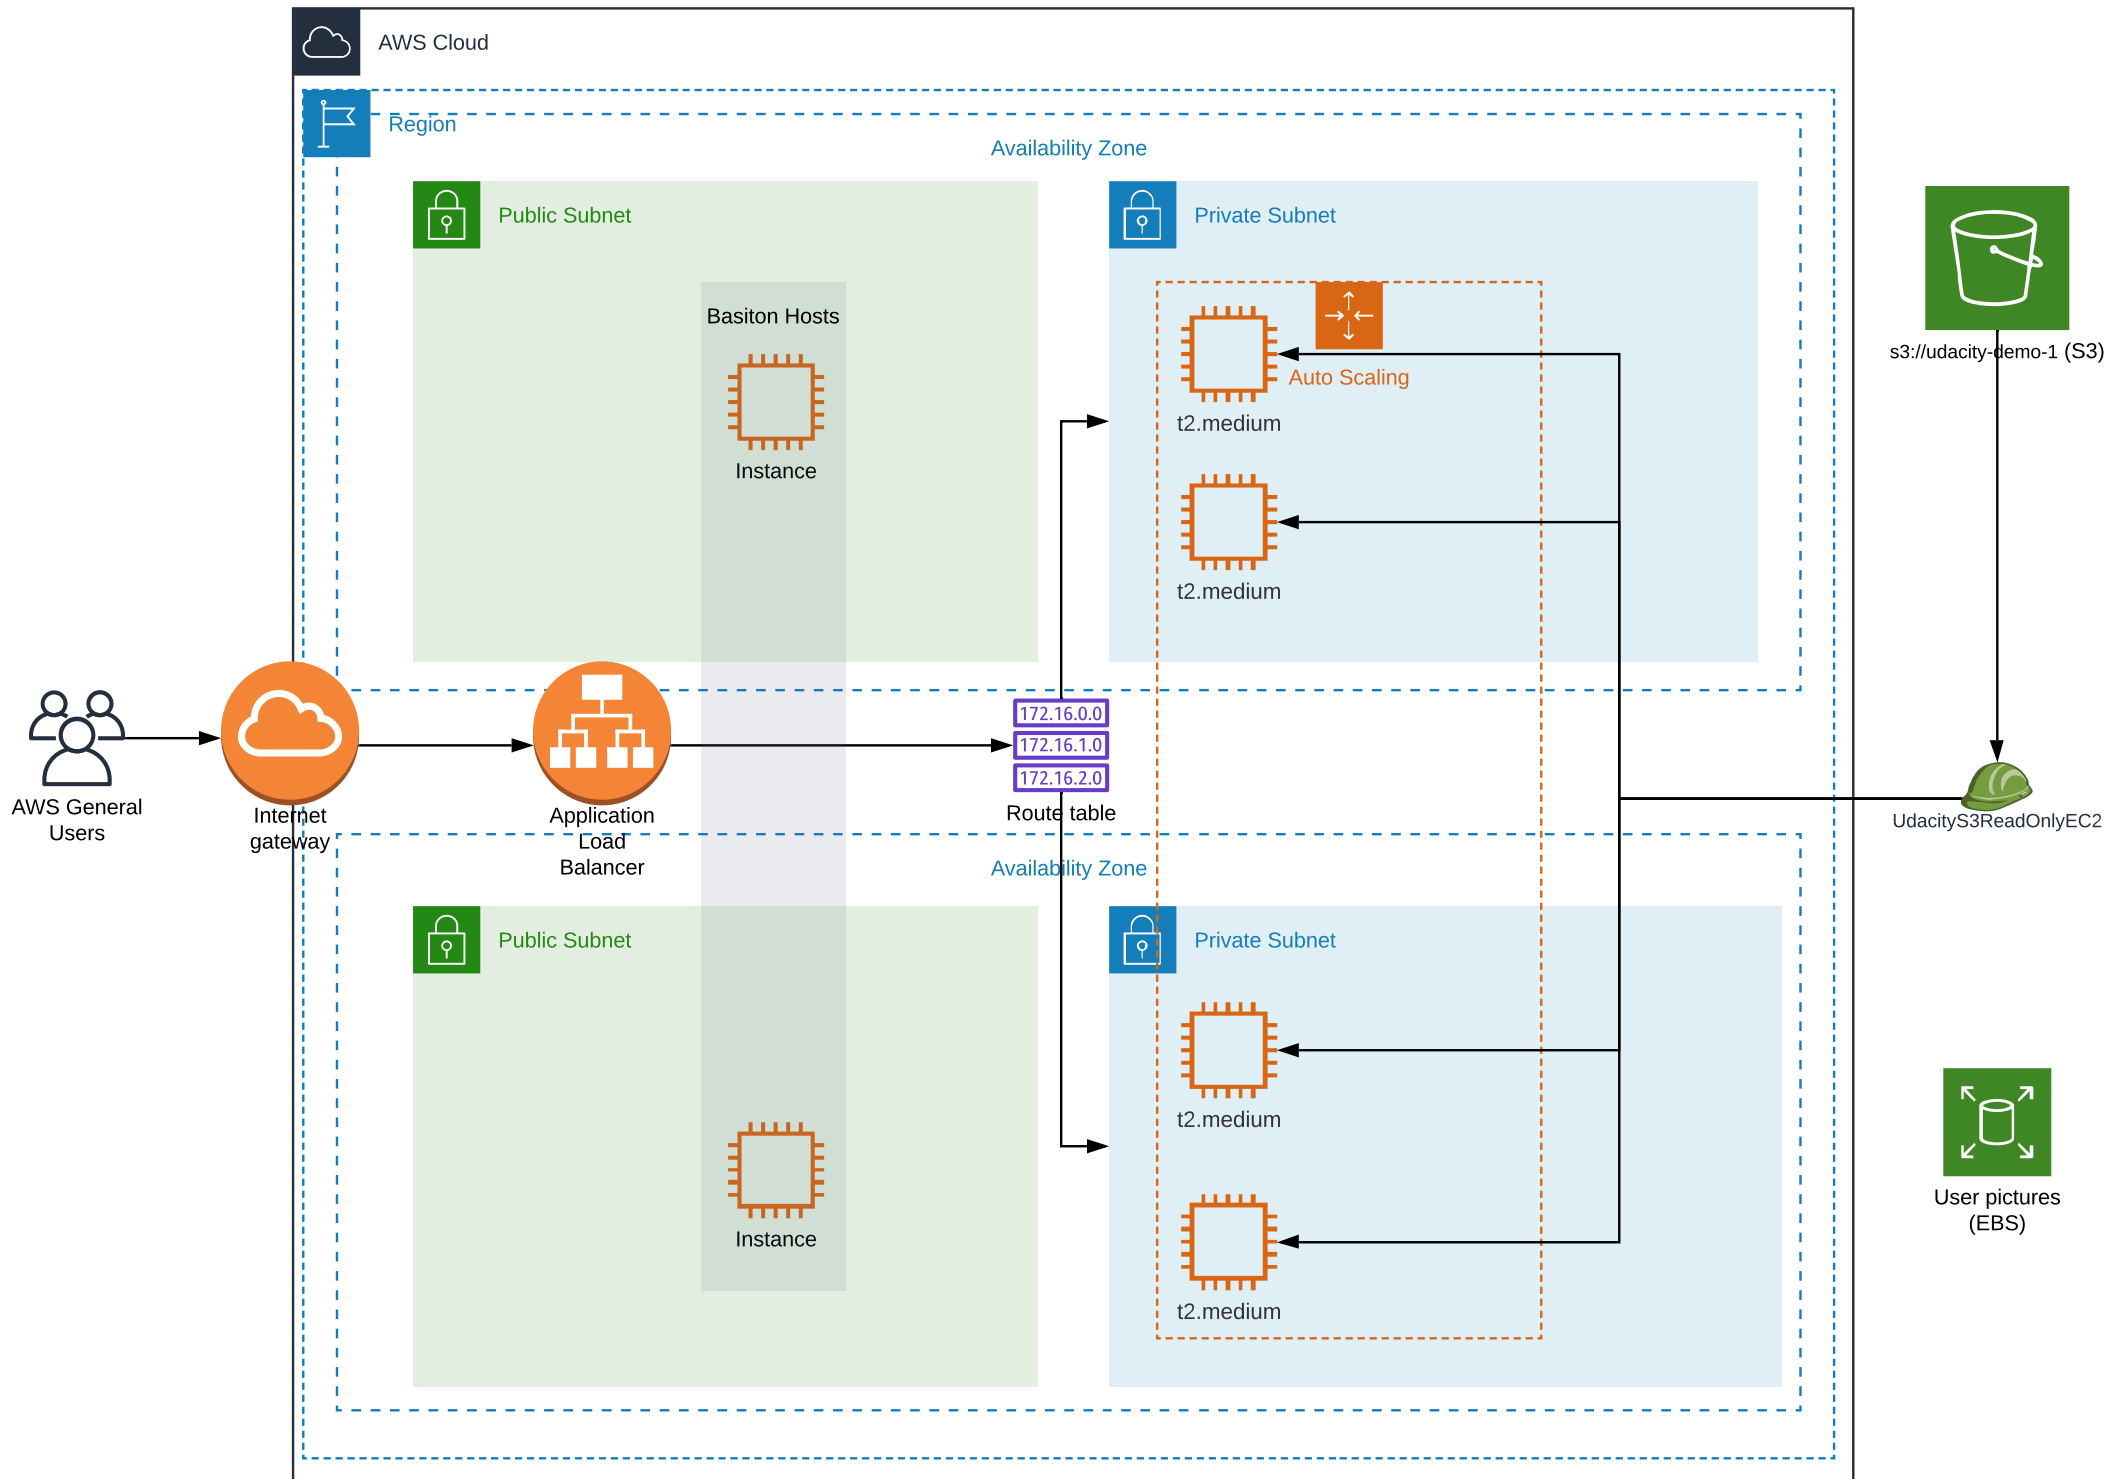 AWS Cloud
Region
Availability Zone
Public Subnet
Private Subnet
Basiton Hosts
Instance
Auto Scaling
t2.medium
t2.medium
s3://udacity-demo-1 (S3)
AWS General
Users
Internet
gateway
Application
Load
Balancer
172.16.0.0
172.16.1.0
172.16.2.0
Route table
UdacityS3ReadOnlyEC2
Availability Zone
Public Subnet
Private Subnet
Instance
t2.medium
t2.medium
User pictures
(EBS)